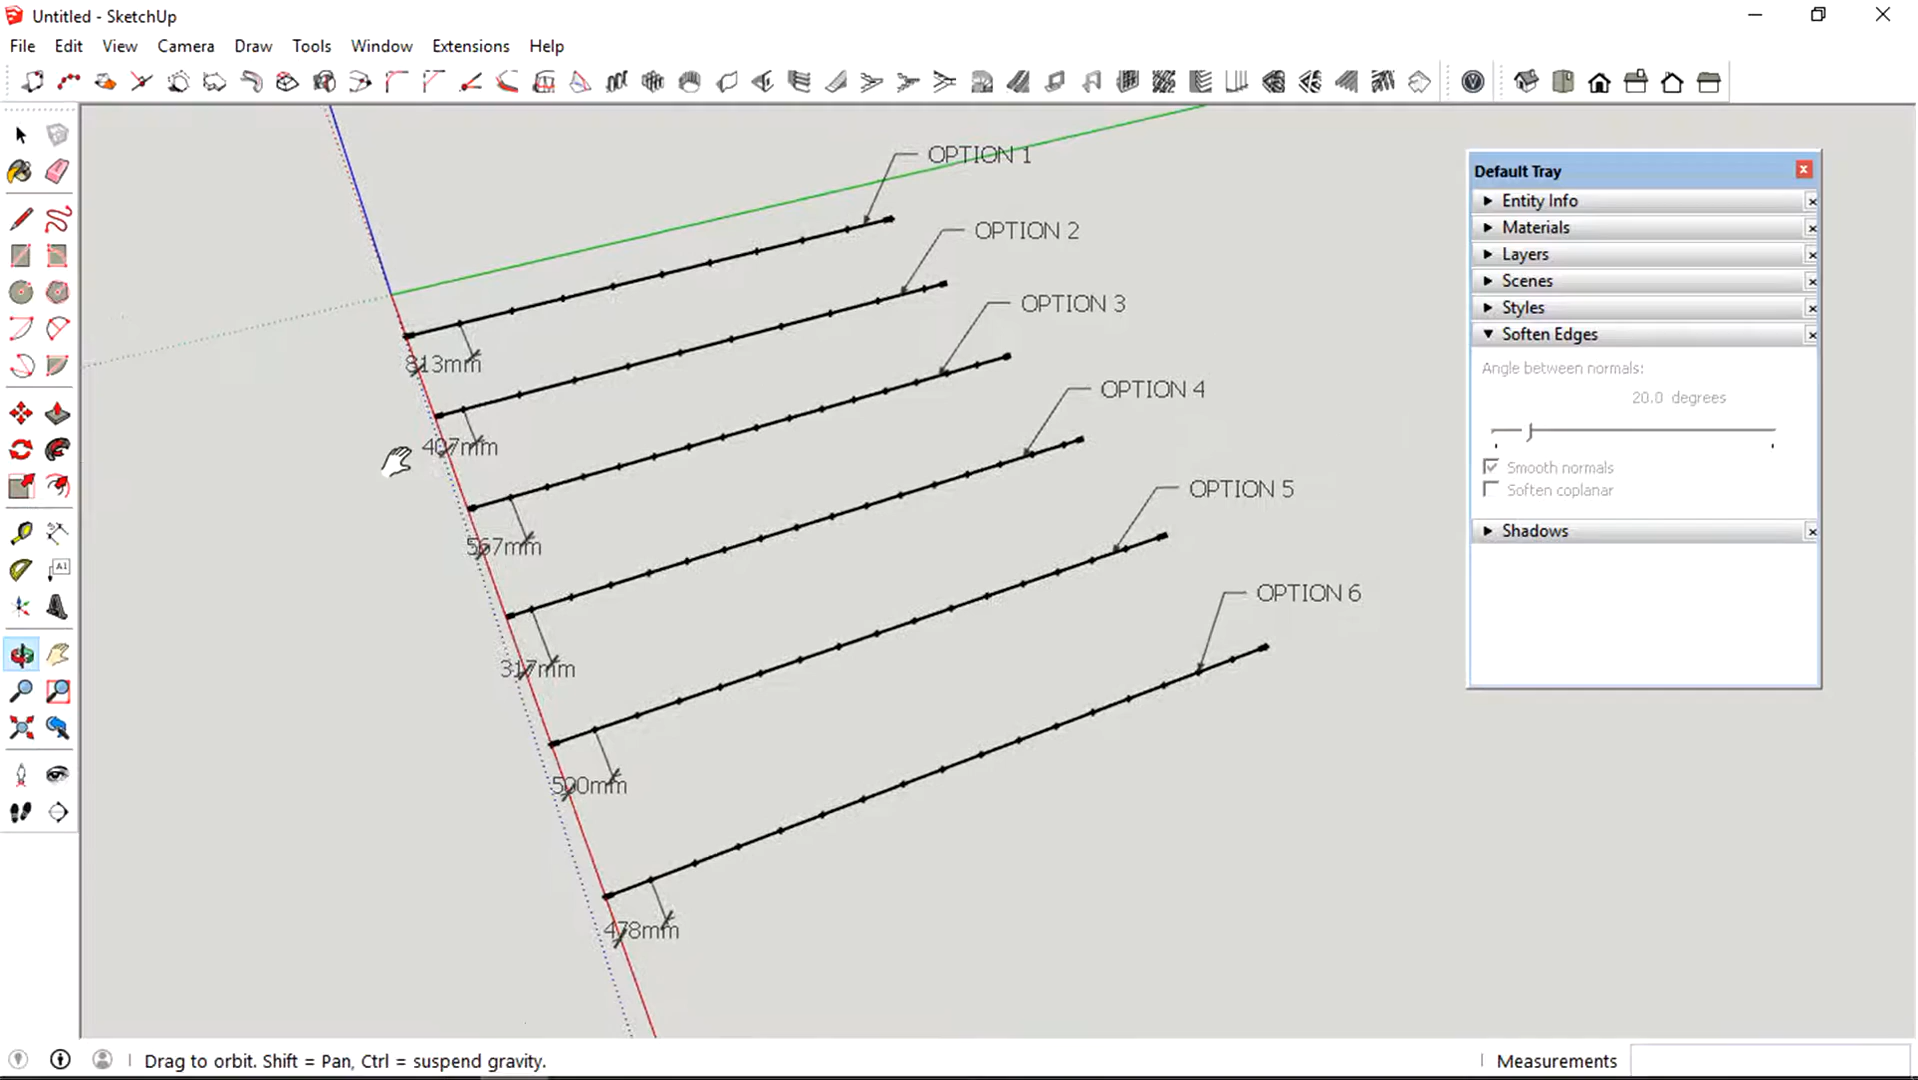 Untitled - SketchUp
File Edit View Camera Draw Tools Window Extensions Help
OPTION 1
OPTION 2
OPTION 3
OPTION 4
OPTION 5
OPTION 6
813mm
407mm
567mm
317mm
478mm
Default Tray
Entity Info
Materials
Layers
Scenes
Styles
Soften Edges
Angle between normals:
20.0 degrees
Smooth normals
Soften coplanar
Shadows
A1
Drag to orbit. Shift = Pan, Ctrl = suspend gravity.
Measurements